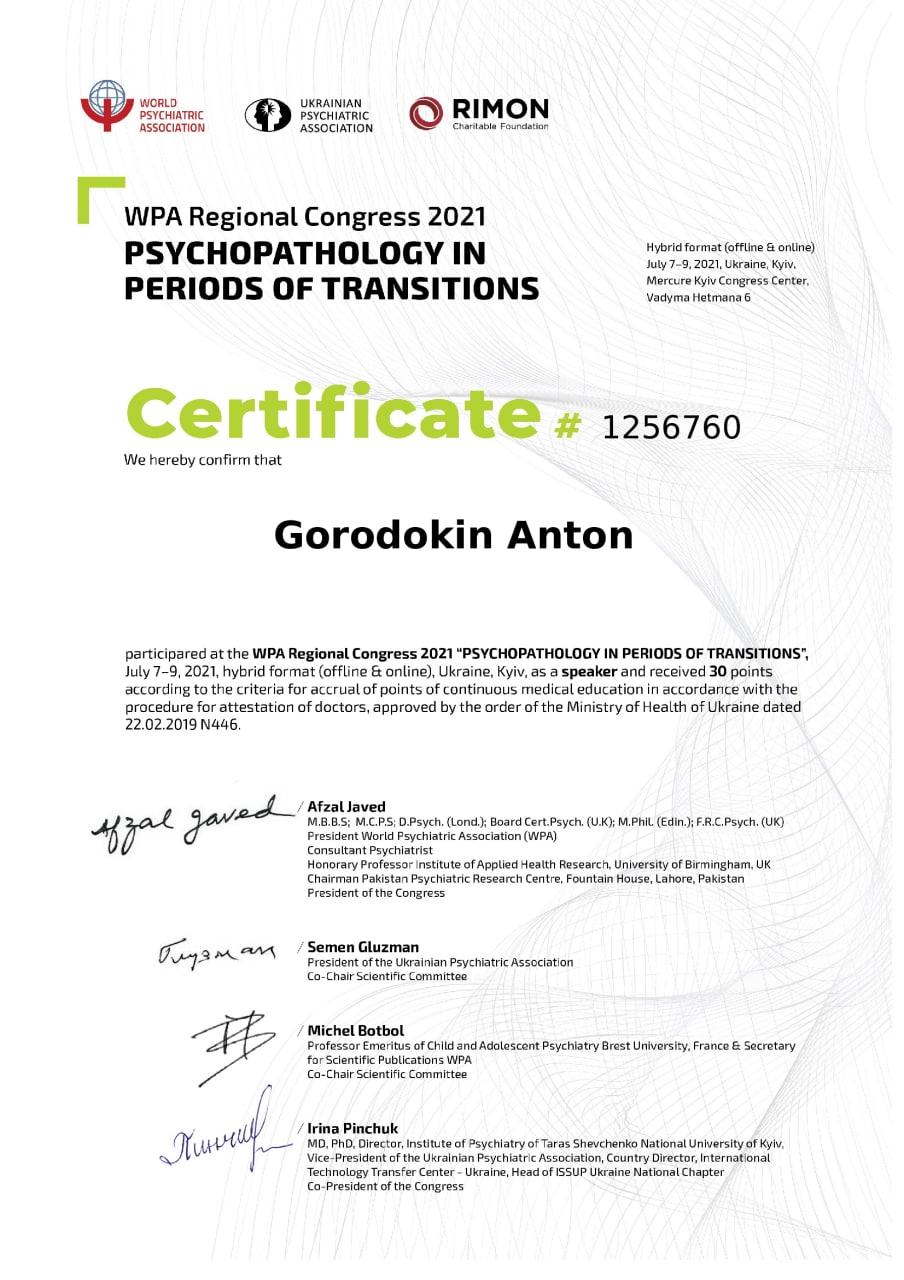 WORLD
PSYCHIATRIC
ASSOCIATION
UKRAINIAN
PSYCHIATRIC
ASSOCIATION
RIMON
Charitable Foundation
WPA Regional Congress 2021
PSYCHOPATHOLOGY IN
PERIODS OF TRANSITIONS
Hybrid format (offline & online)
July 7–9, 2021, Ukraine, Kyiv,
Mercure Kyiv Congress Center,
Vadyma Hetmana 6
Certificate # 1256760
We hereby confirm that
Gorodokin Anton
participared at the WPA Regional Congress 2021 “PSYCHOPATHOLOGY IN PERIODS OF TRANSITIONS”,
July 7–9, 2021, hybrid format (offline & online), Ukraine, Kyiv, as a speaker and received 30 points
according to the criteria for accrual of points of continuous medical education in accordance with the
procedure for attestation of doctors, approved by the order of the Ministry of Health of Ukraine dated
22.02.2019 N446.
Afzal Javed
/ Afzal Javed
M.B.B.S; M.C.P.S; D.Psych. (Lond.); Board Cert.Psych. (U.K); M.Phil. (Edin.); F.R.C.Psych. (UK)
President World Psychiatric Association (WPA)
Consultant Psychiatrist
Honorary Professor Institute of Applied Health Research, University of Birmingham, UK
Chairman Pakistan Psychiatric Research Centre, Fountain House, Lahore, Pakistan
President of the Congress
Глузман
/ Semen Gluzman
President of the Ukrainian Psychiatric Association
Co-Chair Scientific Committee
/ Michel Botbol
Professor Emeritus of Child and Adolescent Psychiatry Brest University, France & Secretary
for Scientific Publications WPA
Co-Chair Scientific Committee
/ Irina Pinchuk
MD, PhD, Director, Institute of Psychiatry of Taras Shevchenko National University of Kyiv,
Vice-President of the Ukrainian Psychiatric Association, Country Director, International
Technology Transfer Center - Ukraine, Head of ISSUP Ukraine National Chapter
Co-President of the Congress